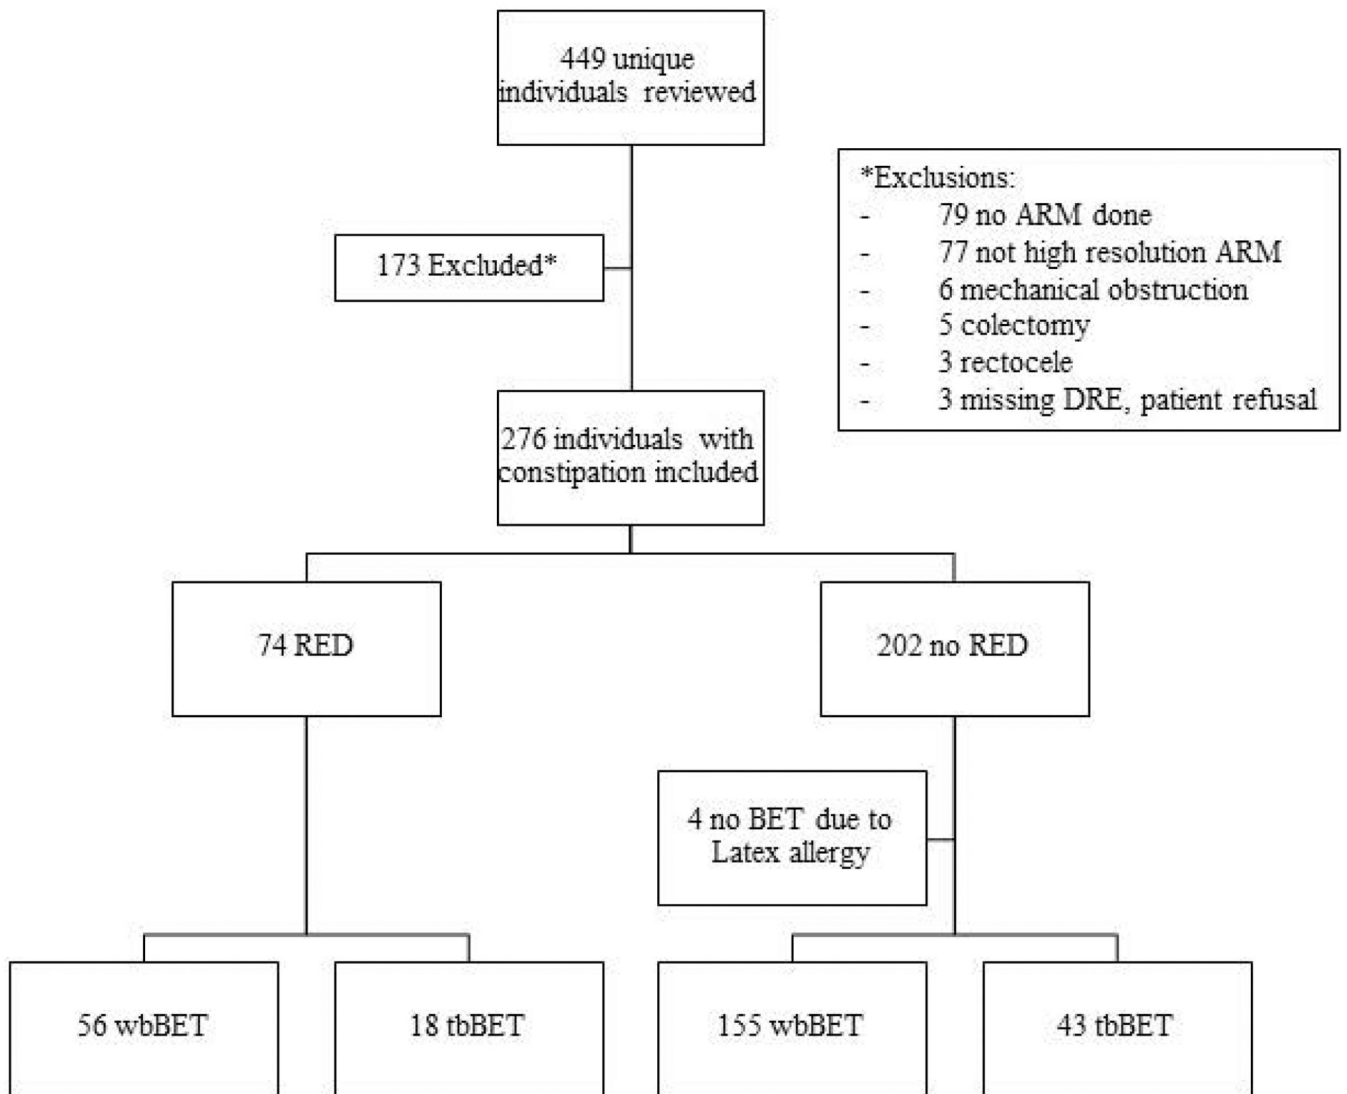 449 unique
individuals reviewed
*Exclusions:
- 79 no ARM done
- 77 not high resolution ARM
- 6 mechanical obstruction
- 5 colectomy
- 3 rectocele
- 3 missing DRE, patient refusal
173 Excluded*
276 individuals with
constipation included
74 RED
202 no RED
4 no BET due to
Latex allergy
56 wbBET
18 tbBET
155 wbBET
43 tbBET